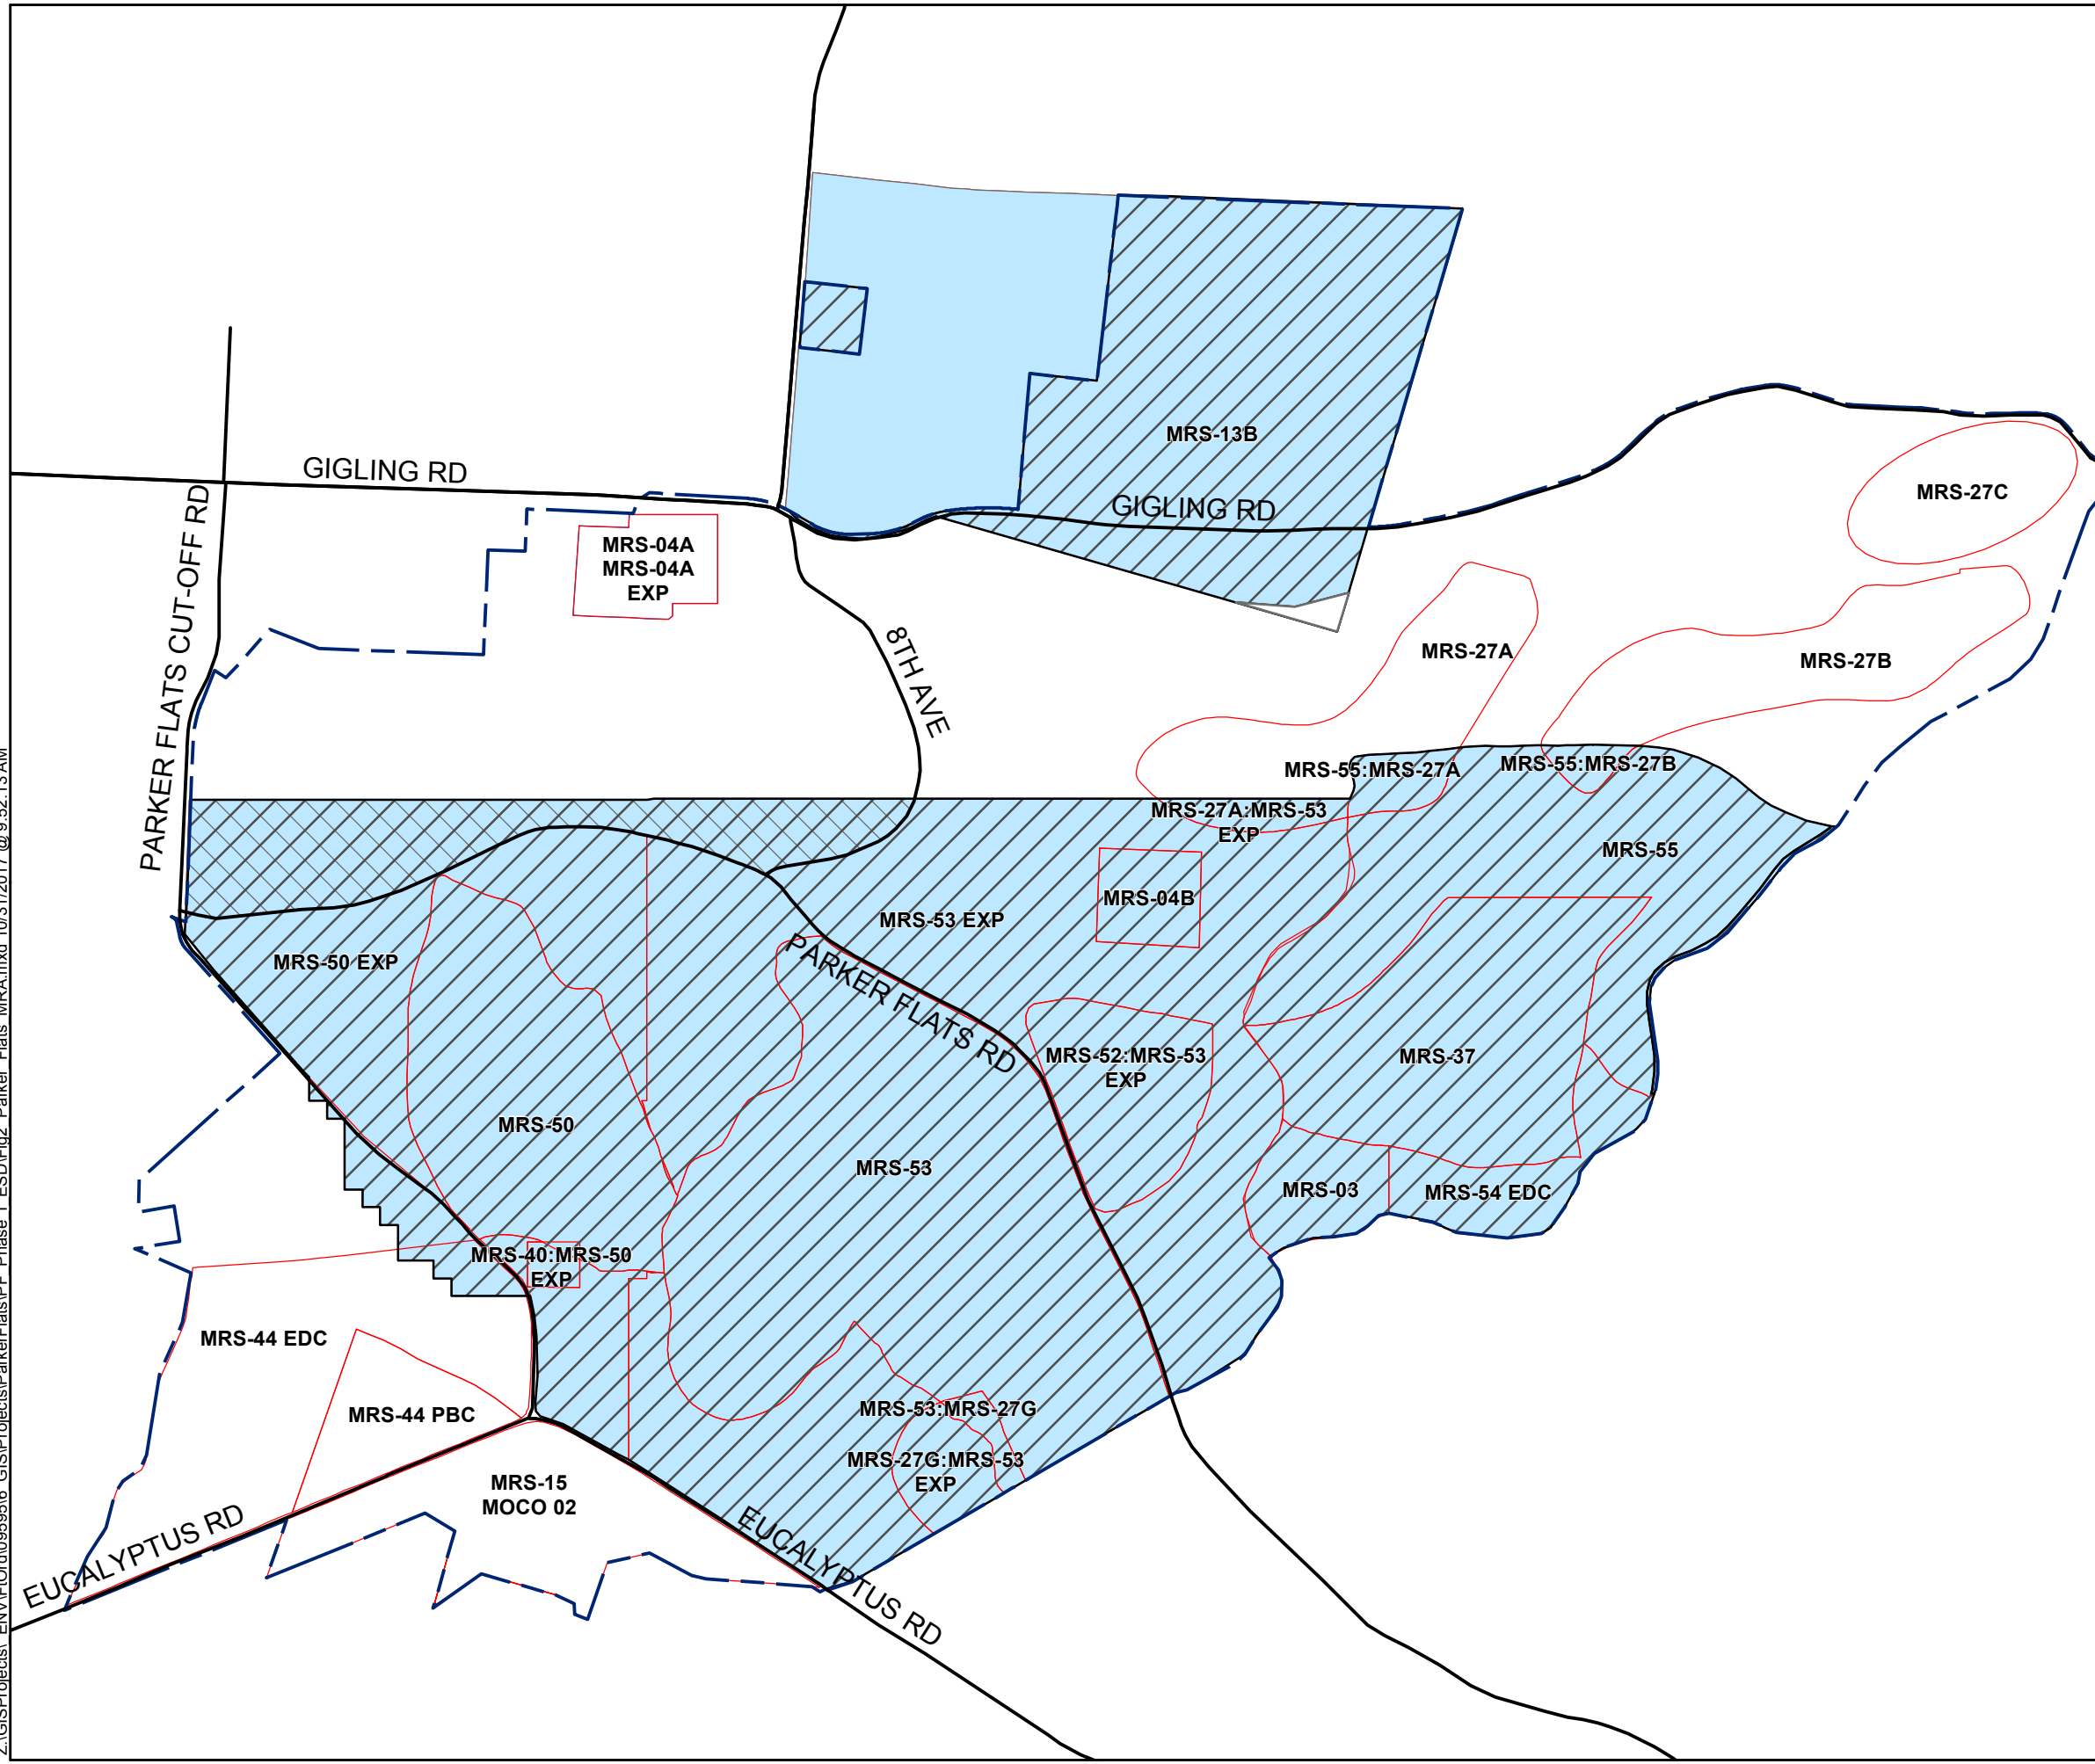 MRS-13B
GIGLING RD
GIGLING RD
MRS-27C
MRS-04A
MRS-04A
EXP
PARKER FLATS CUT-OFF RD
8TH AVE
MRS-27A
MRS-27B
MRS-55:MRS-27A
MRS-55:MRS-27B
MRS-27A:MRS-53
EXP
MRS-55
MRS-04B
MRS-53 EXP
MRS-50 EXP
PARKER FLATS RD
MRS-52:MRS-53
EXP
MRS-37
MRS-50
MRS-53
MRS-03
MRS-54 EDC
MRS-40:MRS-50
EXP
MRS-44 EDC
MRS-44 PBC
MRS-53:MRS-27G
MRS-27G:MRS-53
EXP
MRS-15
MOCO 02
EUCALYPTUS RD
EUCALYPTUS RD